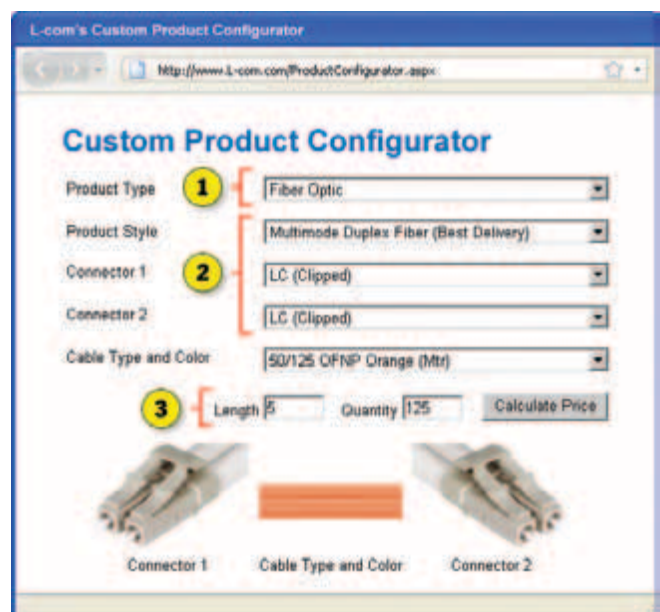 L-com's Custom Product Configurator
http://www.L-com.com/ProductConfigurator.aspx
Custom Product Configurator
Product Type 1 Fiber Optic
Product Style Multimode Duplex Fiber (Best Delivery)
Connector 1 2 LC (Clipped)
Connector 2 LC (Clipped)
Cable Type and Color 50/125 OFNP Orange (Mtr)
3 Length 5 Quantity 125 Calculate Price
Connector 1 Cable Type and Color Connector 2